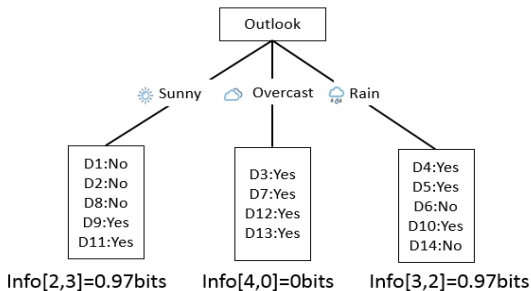 Outlook
Sunny
Overcast
Rain
D1:No
D2:No
D8:No
D9:Yes
D11:Yes
D3:Yes
D7:Yes
D12:Yes
D13:Yes
D4:Yes
D5:Yes
D6:No
D10:Yes
D14:No
Info[2,3]=0.97bits
Info[4,0]=0bits
Info[3,2]=0.97bits